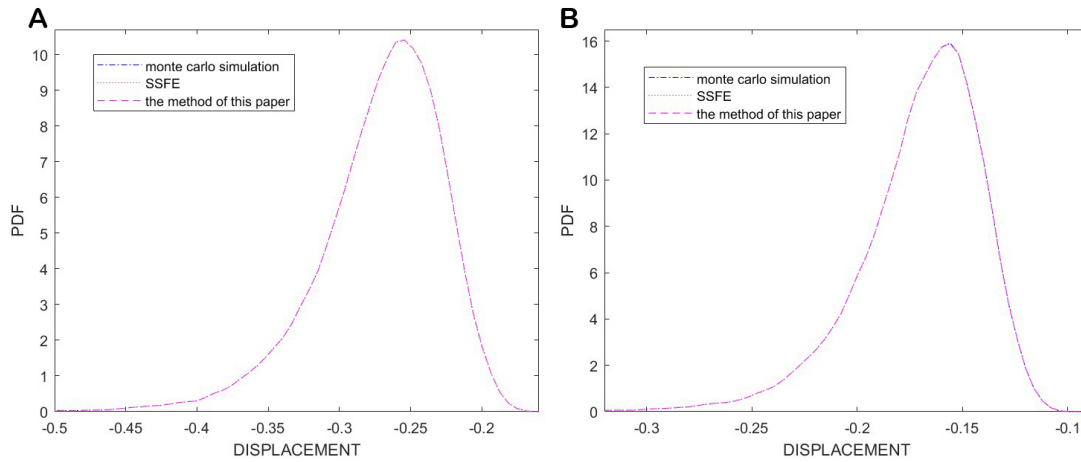 A
monte carlo simulation
SSFE
the method of this paper
PDF
10
9
8
7
6
5
4
3
2
1
0
-0.5 -0.45 -0.4 -0.35 -0.3 -0.25 -0.2
DISPLACEMENT
B
monte carlo simulation
SSFE
the method of this paper
PDF
16
14
12
10
8
6
4
2
0
-0.3 -0.25 -0.2 -0.15 -0.1
DISPLACEMENT